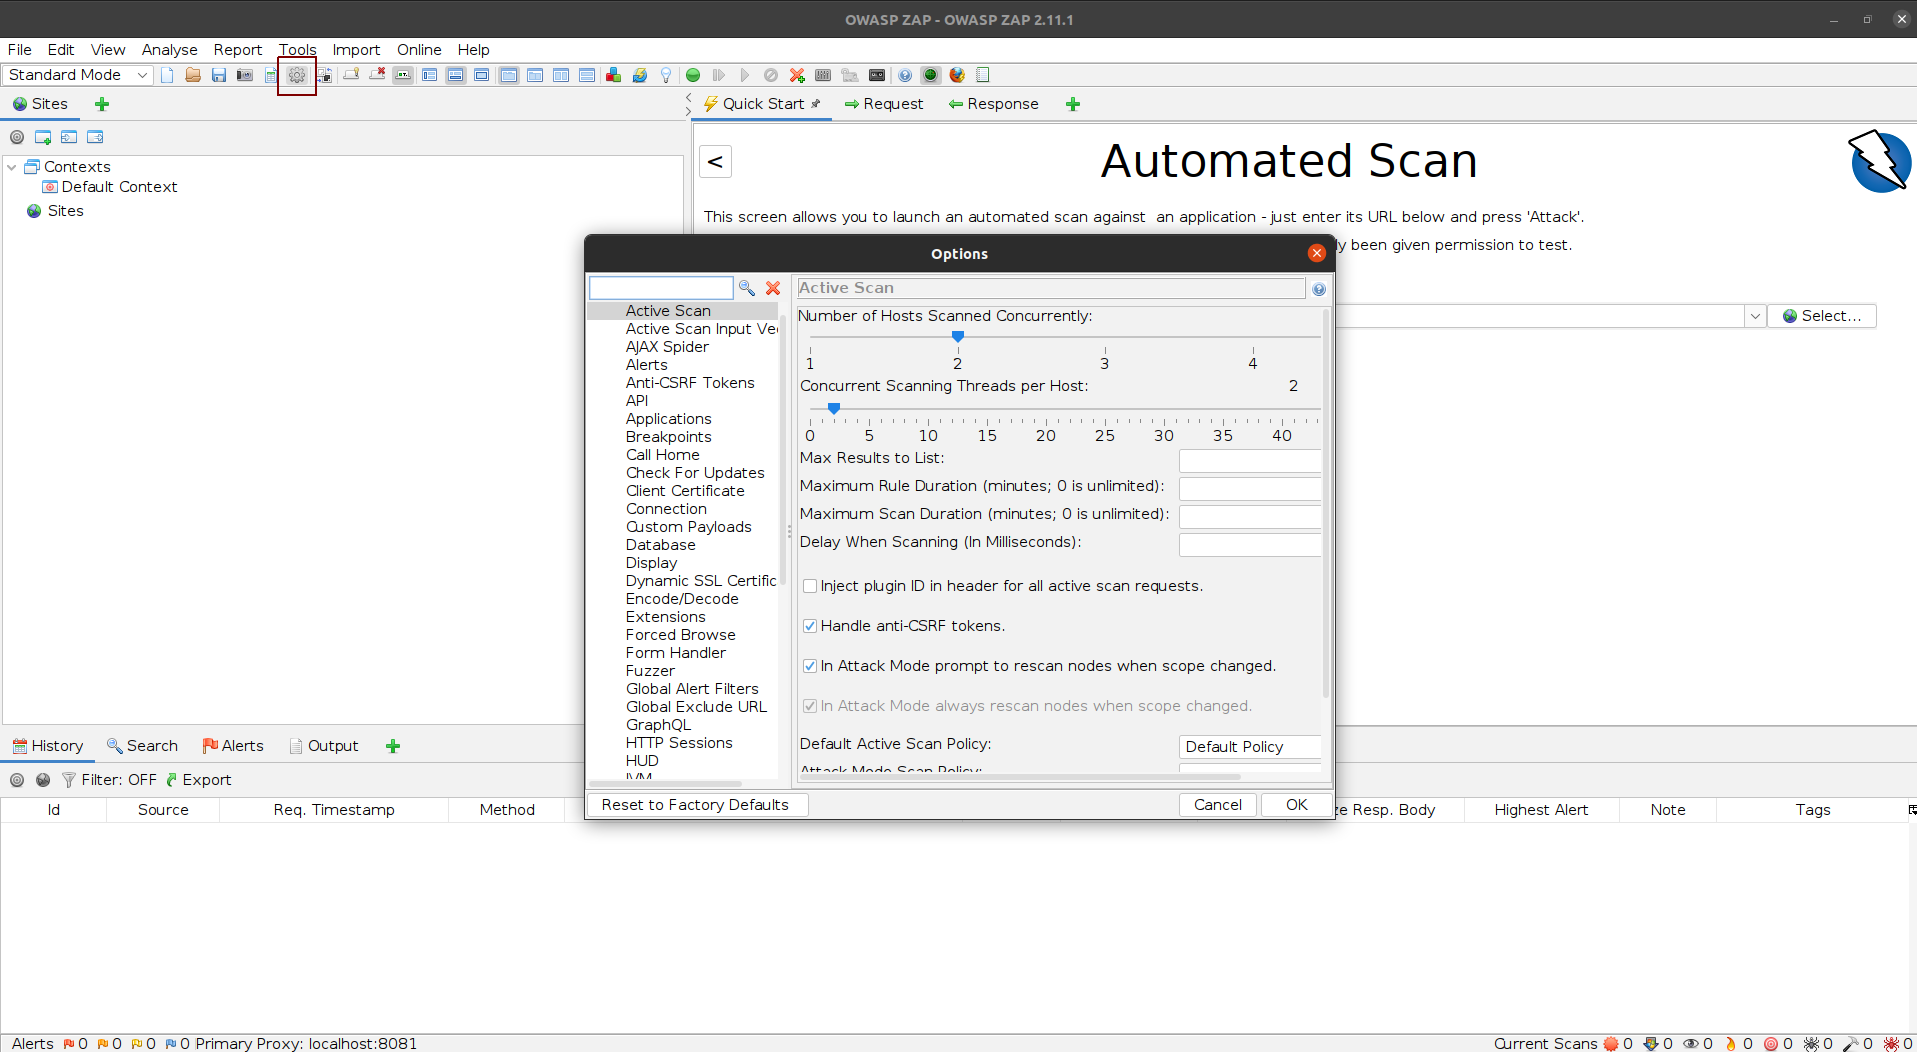 OWASP ZAP - OWASP ZAP 2.11.1
File Edit View Analyse Report Tools Import Online Help
Standard Mode
Sites
Quick Start Request Response
Contexts
Default Context
Sites
<
Automated Scan
This screen allows you to launch an automated scan against an application - just enter its URL below and press 'Attack'.
been given permission to test.
Select...
Options
Active Scan
Active Scan Input
AJAX Spider
Alerts
Anti-CSRF Tokens
API
Applications
Breakpoints
Call Home
Check For Updates
Client Certificate
Connection
Custom Payloads
Database
Display
Dynamic SSL Certific
Encode/Decode
Extensions
Forced Browse
Form Handler
Fuzzer
Global Alert Filters
Global Exclude URL
GraphQL
HTTP Sessions
HUD
Active Scan
Number of Hosts Scanned Concurrently:
1 2 3 4
Concurrent Scanning Threads per Host: 2
0 5 10 15 20 25 30 35 40
Max Results to List:
Maximum Rule Duration (minutes; 0 is unlimited):
Maximum Scan Duration (minutes; 0 is unlimited):
Delay When Scanning (In Milliseconds):
Inject plugin ID in header for all active scan requests.
Handle anti-CSRF tokens.
In Attack Mode prompt to rescan nodes when scope changed.
In Attack Mode always rescan nodes when scope changed.
Default Active Scan Policy: Default Policy
Attack Mode Scan Policy:
Reset to Factory Defaults Cancel OK
History Search Alerts Output
Filter: OFF Export
Id Source Req. Timestamp Method ze Resp. Body Highest Alert Note Tags
Alerts 0 0 0 0 Primary Proxy: localhost:8081
Current Scans 0 0 0 0 0 0 0 0